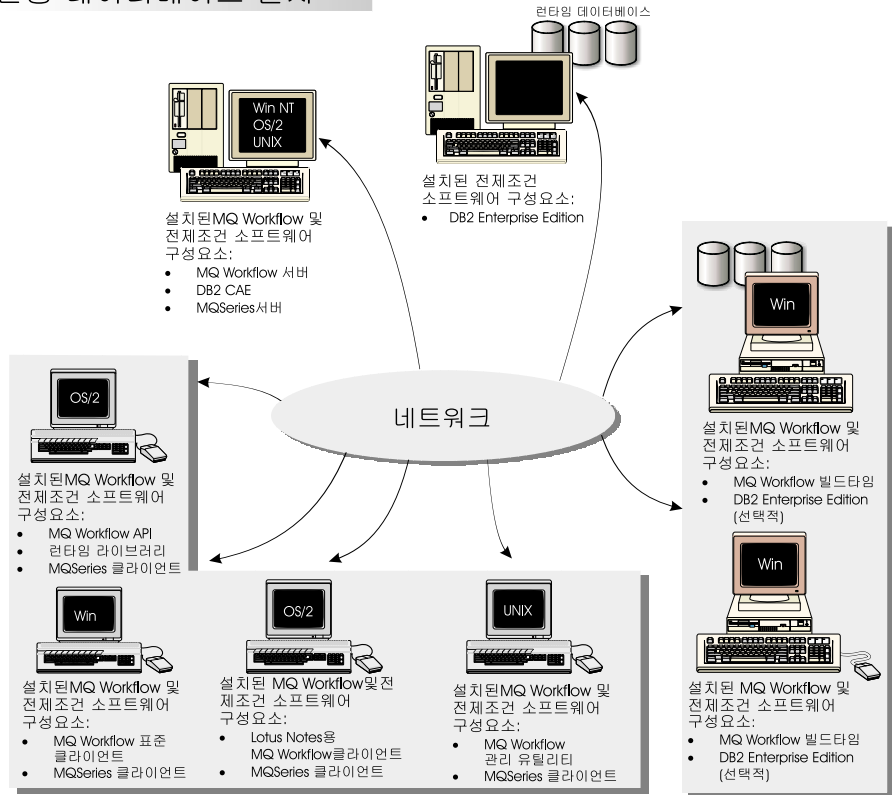 데이터베이스
런타임 데이터베이스
Win NT
OS/2
UNIX
설치된MQ Workflow 및
전제조건 소프트웨어
구성요소:
• MQ Workflow 서버
• DB2 CAE
• MQSeries서버
설치된 전제조건
소프트웨어 구성요소:
• DB2 Enterprise Edition
Win
설치된MQ Workflow 및
전제조건 소프트웨어
구성요소:
• MQ Workflow 빌드타임
• DB2 Enterprise Edition
(선택적)
Win
설치된 MQ Workflow 및
전제조건 소프트웨어
구성요소:
• MQ Workflow 빌드타임
• DB2 Enterprise Edition
(선택적)
네트워크
OS/2
설치된MQ Workflow 및
전제조건 소프트웨어
구성요소:
• MQ Workflow API
• 런타임 라이브러리
• MQSeries 클라이언트
Win
설치된MQ Workflow 및
전제조건 소프트웨어
구성요소:
• MQ Workflow 표준
클라이언트
• MQSeries 클라이언트
OS/2
설치된 MQ Workflow및전
제조건 소프트웨어
구성요소:
• Lotus Notes용
MQ Workflow클라이언트
• MQSeries 클라이언트
UNIX
설치된MQ Workflow 및
전제조건 소프트웨어
구성요소:
• MQ Workflow
관리 유틸리티
• MQSeries 클라이언트